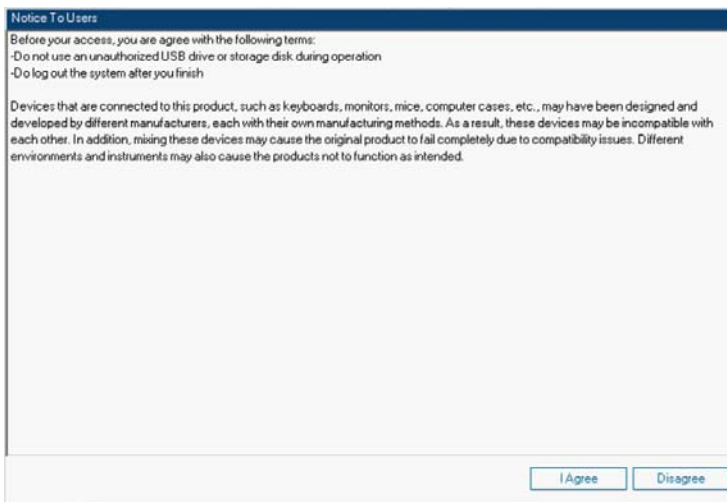 Notice To Users
Before your access, you are agree with the following terms:
-Do not use an unauthorized USB drive or storage disk during operation
-Do log out the system after you finish
Devices that are connected to this product, such as keyboards, monitors, mice, computer cases, etc., may have been designed and
developed by different manufacturers, each with their own manufacturing methods. As a result, these devices may be incompatible with
each other. In addition, mixing these devices may cause the original product to fail completely due to compatibility issues. Different
environments and instruments may also cause the products not to function as intended.
I Agree
Disagree